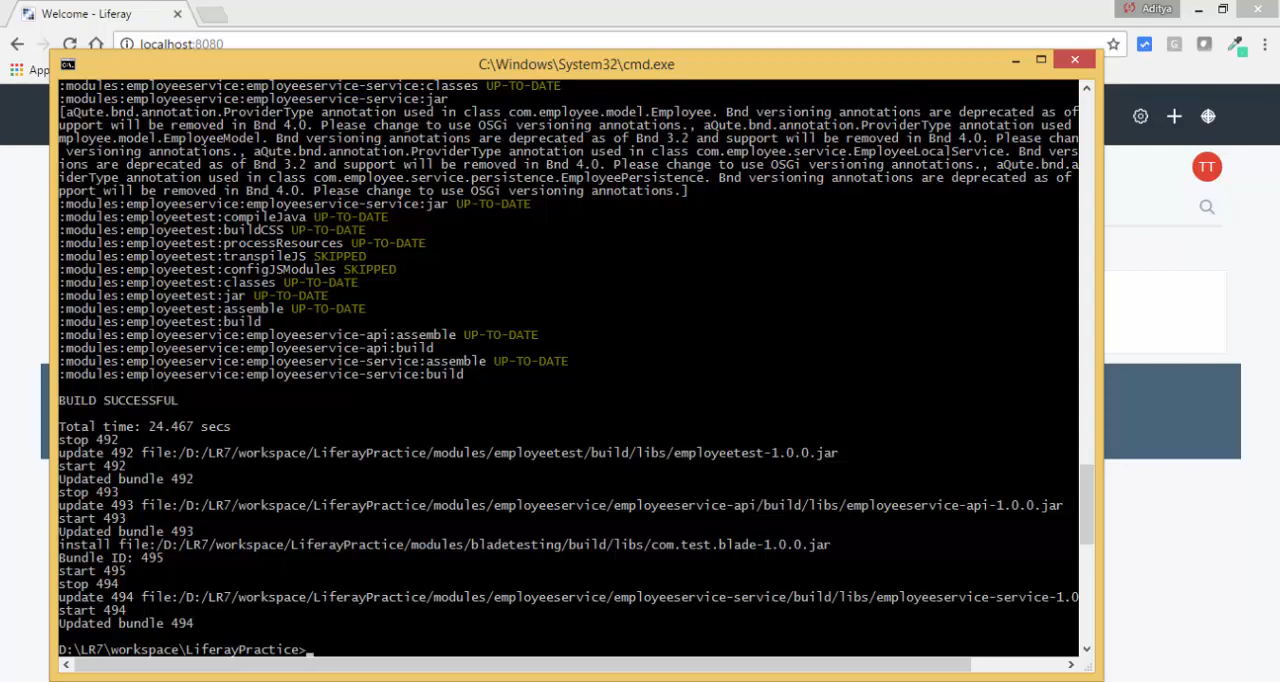 Welcome - Liferay
Aditya
localhost:8080
App
C:\Windows\System32\cmd.exe
TT
:modules:employeeservice:employeeservice-service:classes UP-TO-DATE
:modules:employeeservice:employeeservice-service:jar
[aQute.bnd.annotation.ProviderType annotation used in class com.employee.model.Employee. Bnd versioning annotations are deprecated as of
upport will be removed in Bnd 4.0. Please change to use OSGi versioning annotations., aQute.bnd.annotation.ProviderType annotation used
employee.model.EmployeeModel. Bnd versioning annotations are deprecated as of Bnd 3.2 and support will be removed in Bnd 4.0. Please chan
versioning annotations., aQute.bnd.annotation.ProviderType annotation used in class com.employee.service.EmployeeLocalService. Bnd vers
ions are deprecated as of Bnd 3.2 and support will be removed in Bnd 4.0. Please change to use OSGi versioning annotations., aQute.bnd.a
iderType annotation used in class com.employee.service.persistence.EmployeePersistence. Bnd versioning annotations are deprecated as of
pport will be removed in Bnd 4.0. Please change to use OSGi versioning annotations.]
:modules:employeeservice:employeeservice-service:jar UP-TO-DATE
:modules:employeetest:compileJava UP-TO-DATE
:modules:employeetest:buildCSS UP-TO-DATE
:modules:employeetest:processResources UP-TO-DATE
:modules:employeetest:transpileJS SKIPPED
:modules:employeetest:configJSModules SKIPPED
:modules:employeetest:classes UP-TO-DATE
:modules:employeetest:jar UP-TO-DATE
:modules:employeetest:assemble UP-TO-DATE
:modules:employeetest:build
:modules:employeeservice:employeeservice-api:assemble UP-TO-DATE
:modules:employeeservice:employeeservice-api:build
:modules:employeeservice:employeeservice-service:assemble UP-TO-DATE
:modules:employeeservice:employeeservice-service:build
BUILD SUCCESSFUL
Total time: 24.467 secs
stop 492
update 492 file:/D:/LR7/workspace/LiferayPractice/modules/employeetest/build/libs/employeetest-1.0.0.jar
start 492
Updated bundle 492
stop 493
update 493 file:/D:/LR7/workspace/LiferayPractice/modules/employeeservice/employeeservice-api/build/libs/employeeservice-api-1.0.0.jar
start 493
Updated bundle 493
install file:/D:/LR7/workspace/LiferayPractice/modules/bladetesting/build/libs/com.test.blade-1.0.0.jar
Bundle ID: 495
start 495
stop 494
update 494 file:/D:/LR7/workspace/LiferayPractice/modules/employeeservice/employeeservice-service/build/libs/employeeservice-service-1.0
start 494
Updated bundle 494
D:\LR7\workspace\LiferayPractice>_